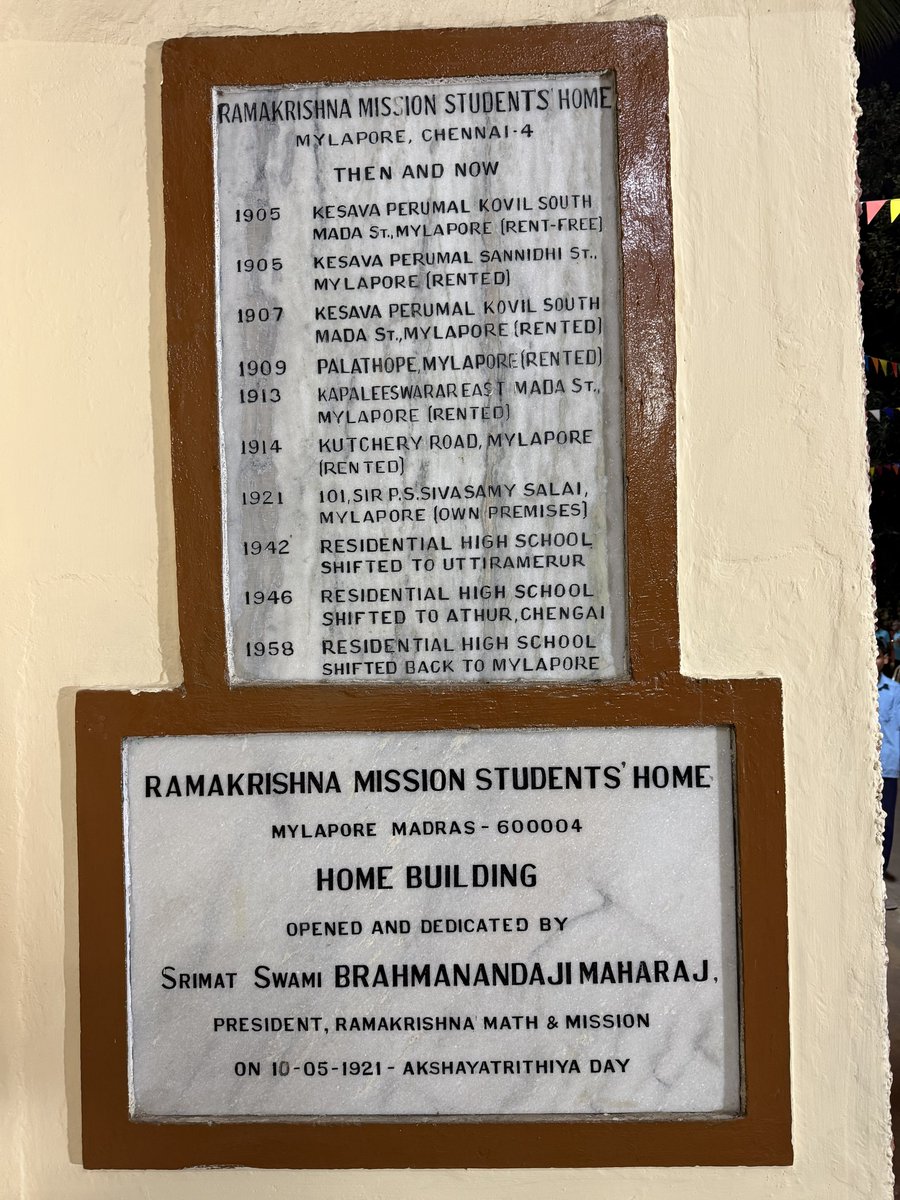 RAMAKRISHNA MISSION STUDENTS' HOME
MYLAPORE, CHENNAI-4
THEN AND NOW
1905 KESAVA PERUMAL KOVIL SOUTH
MADA ST., MYLAPORE (RENT-FREE)
1905 KESAVA PERUMAL SANNIDHI ST.,
MYLAPORE (RENTED)
1907 KESAVA PERUMAL KOVIL SOUTH
MADA ST., MYLAPORE (RENTED)
1909 PALATHOPE, MYLAPORE (RENTED)
1913 KAPALEESWARAR EAST MADA ST.,
MYLAPORE (RENTED)
1914 KUTCHERY ROAD, MYLAPORE
(RENTED)
1921 101, SIR P.S. SIVASAMY SALAI,
MYLAPORE (OWN PREMISES)
1942 RESIDENTIAL HIGH SCHOOL
SHIFTED TO UTTIRAMERUR
1946 RESIDENTIAL HIGH SCHOOL
SHIFTED TO ATHUR, CHENGAI
1958 RESIDENTIAL HIGH SCHOOL
SHIFTED BACK TO MYLAPORE
RAMAKRISHNA MISSION STUDENTS' HOME
MYLAPORE MADRAS - 600004
HOME BUILDING
OPENED AND DEDICATED BY
SRIMAT SWAMI BRAHMANANDAJI MAHARAJ,
PRESIDENT, RAMAKRISHNA MATH & MISSION
ON 10-05-1921 - AKSHAYATRITHIYA DAY